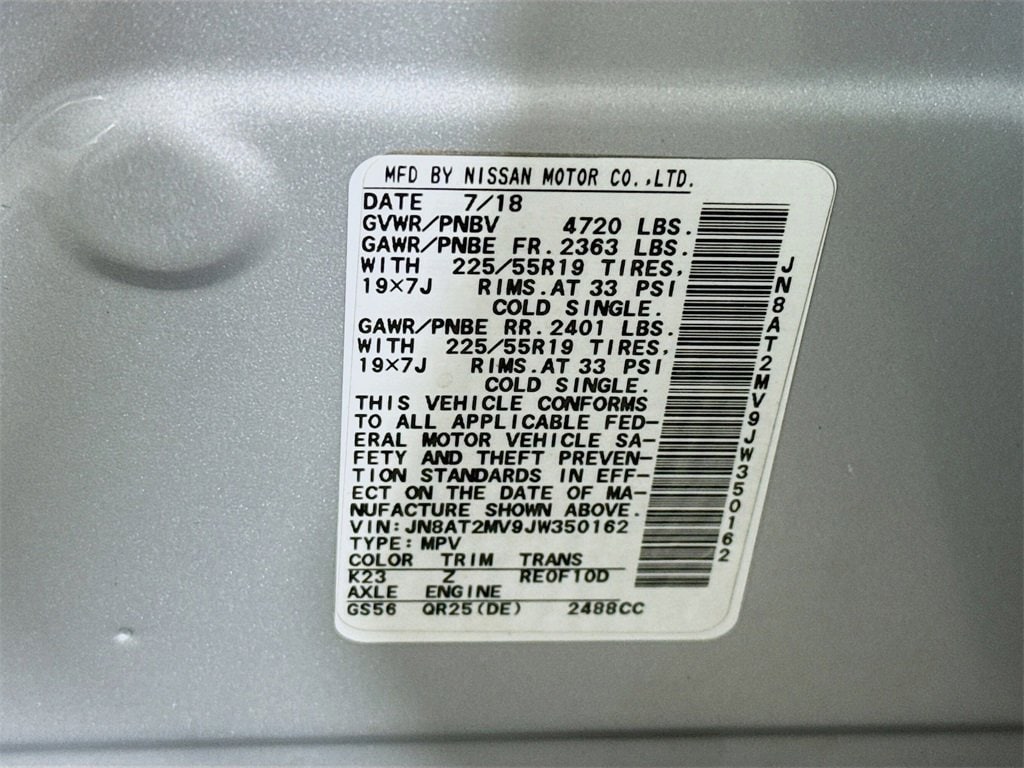 MFD BY NISSAN MOTOR CO.,LTD.
DATE 7/18
GVWR/PNBV 4720 LBS.
GAWR/PNBE FR. 2363 LBS.
WITH 225/55R19 TIRES,
19×7J RIMS. AT 33 PSI
COLD SINGLE.
GAWR/PNBE RR. 2401 LBS.
WITH 225/55R19 TIRES,
19×7J RIMS. AT 33 PSI
COLD SINGLE.
THIS VEHICLE CONFORMS
TO ALL APPLICABLE FED-
ERAL MOTOR VEHICLE SA-
FETY AND THEFT PREVEN-
TION STANDARDS IN EFF-
ECT ON THE DATE OF MA-
NUFACTURE SHOWN ABOVE.
VIN: JN8AT2MV9JW350162
TYPE: MPV
COLOR TRIM TRANS
K23 Z RE0F10D
AXLE ENGINE
GS56 QR25(DE) 2488CC
JN8AT2MV9JW350162